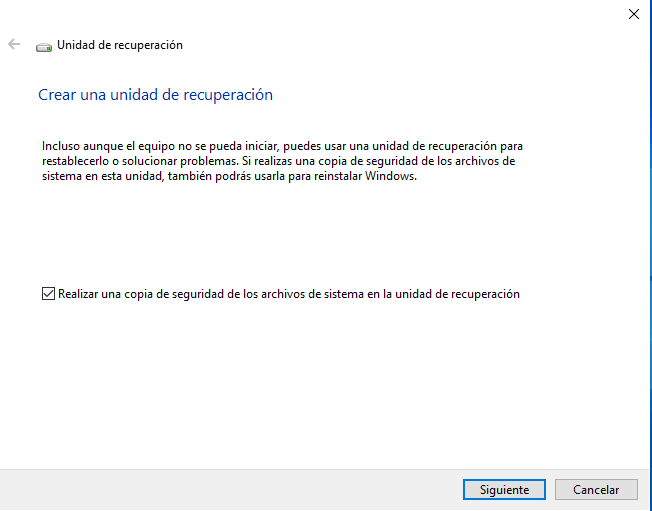 Unidad de recuperación
Crear una unidad de recuperación
Incluso aunque el equipo no se pueda iniciar, puedes usar una unidad de recuperación para
restablecerlo o solucionar problemas. Si realizas una copia de seguridad de los archivos de
sistema en esta unidad, también podrás usarla para reinstalar Windows.
Realizar una copia de seguridad de los archivos de sistema en la unidad de recuperación
Siguiente
Cancelar